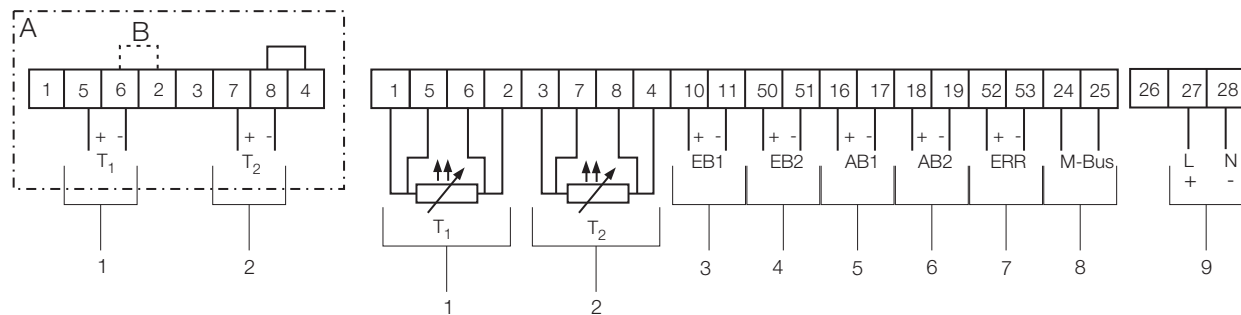 A
B
1 5 6 2 3 7 8 4
+ - + -
T1 T2
1 2
1 5 6 2 3 7 8 4 10 11 50 51 16 17 18 19 52 53 24 25 26 27 28
+ - + - + - + - + -
EB1 EB2 AB1 AB2 ERR M-Bus L N
+ -
T1 T2
3 4 5 6 7 8 9
1 2